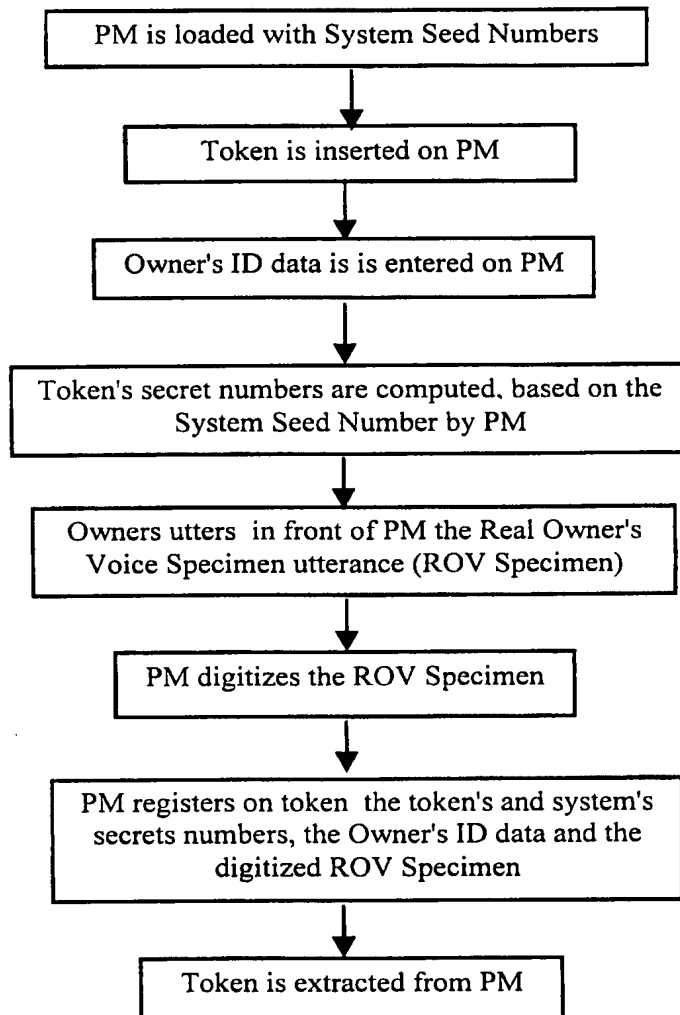 PM is loaded with System Seed Numbers
Token is inserted on PM
Owner's ID data is is entered on PM
Token's secret numbers are computed, based on the
System Seed Number by PM
Owners utters in front of PM the Real Owner's
Voice Specimen utterance (ROV Specimen)
PM digitizes the ROV Specimen
PM registers on token the token's and system's
secrets numbers, the Owner's ID data and the
digitized ROV Specimen
Token is extracted from PM